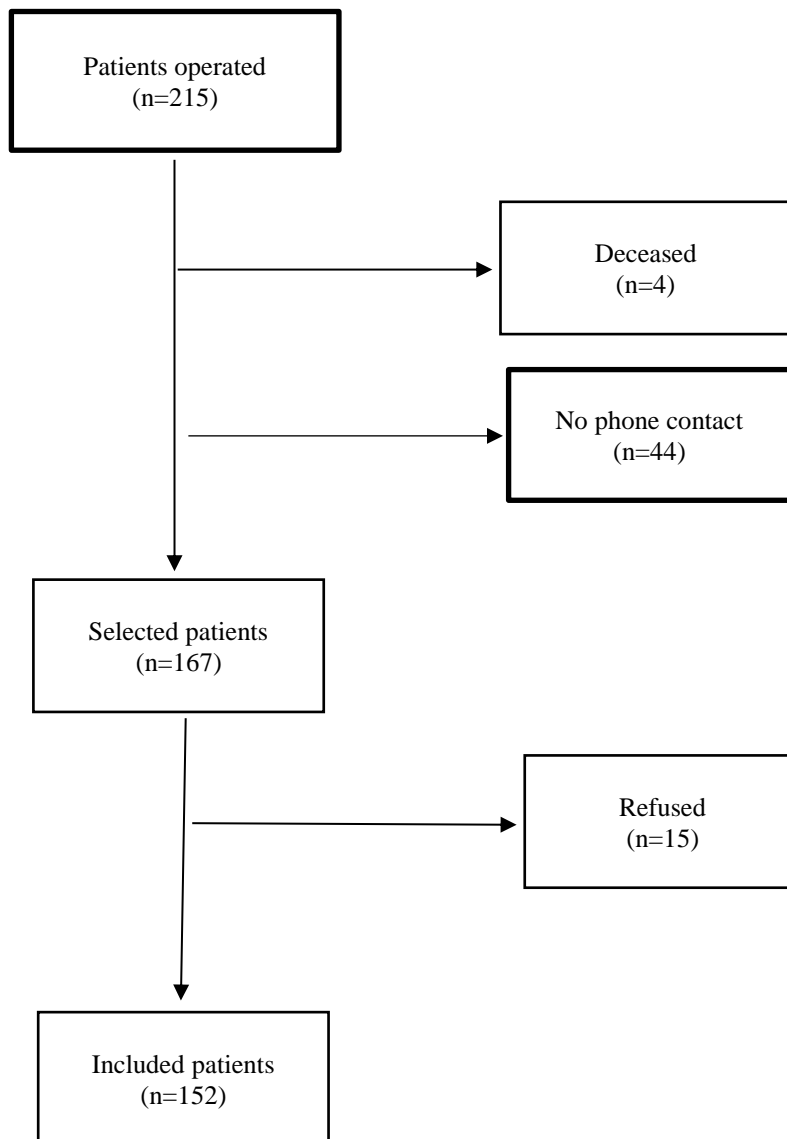 Patients operated
(n=215)
Deceased
(n=4)
No phone contact
(n=44)
Selected patients
(n=167)
Refused
(n=15)
Included patients
(n=152)